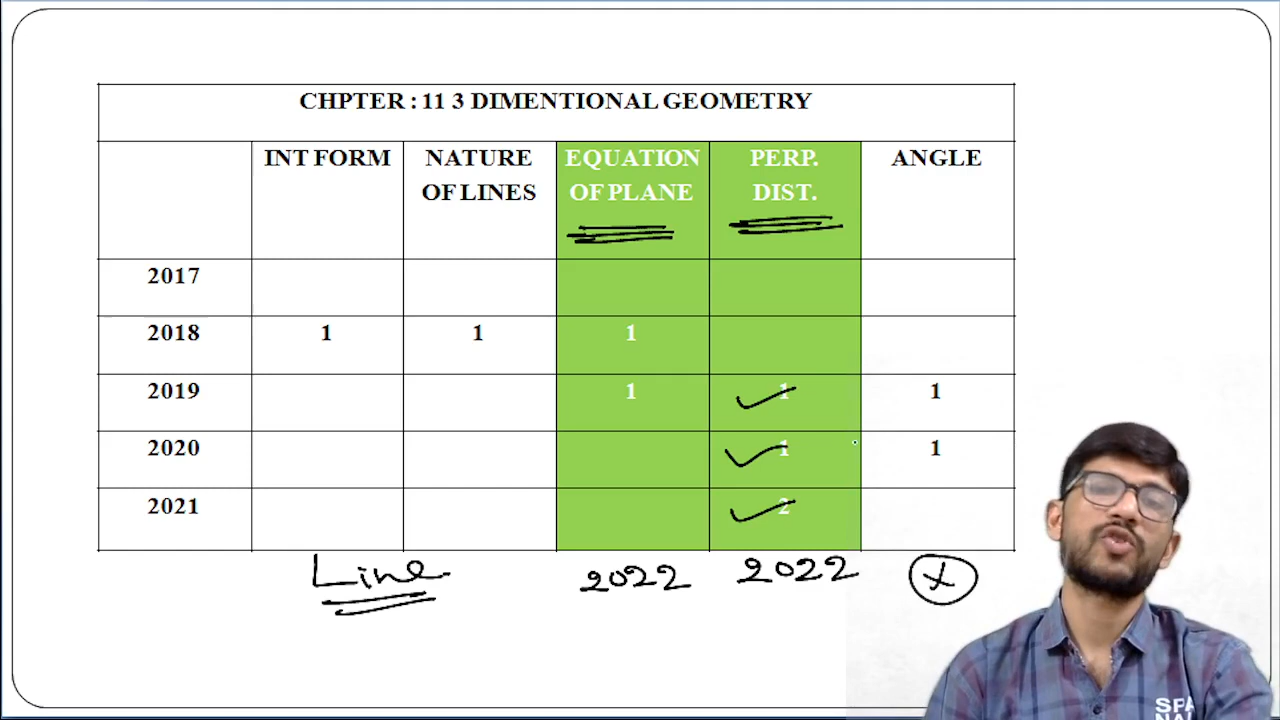 CHPTER : 11 3 DIMENTIONAL GEOMETRY
INT FORM NATURE OF LINES EQUATION OF PLANE PERP. DIST. ANGLE
2017
2018 1 1 1
2019 1 1 1
2020 1 1
2021 2
Line 2022 2022 X
SPA